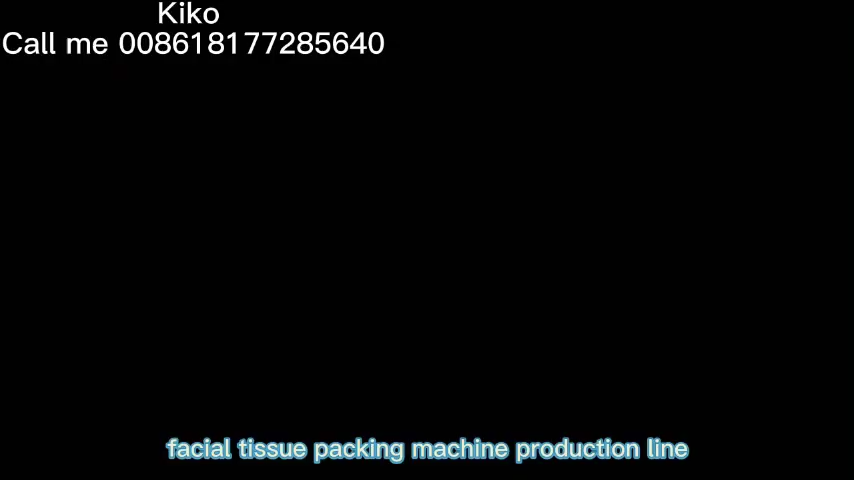 Kiko
Call me 008618177285640
facial tissue packing machine production line